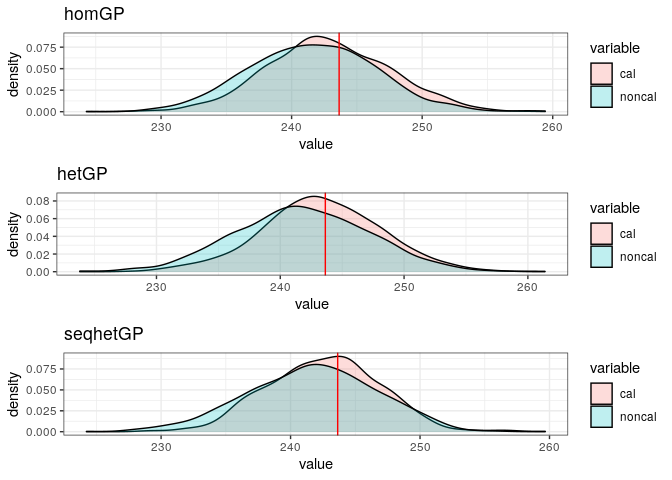 homGP
density
0.075
0.050
0.025
0.000
230 240 250 260
value
variable
cal
noncal
hetGP
density
0.08
0.06
0.04
0.02
0.00
230 240 250 260
value
variable
cal
noncal
seqhetGP
density
0.075
0.050
0.025
0.000
230 240 250 260
value
variable
cal
noncal